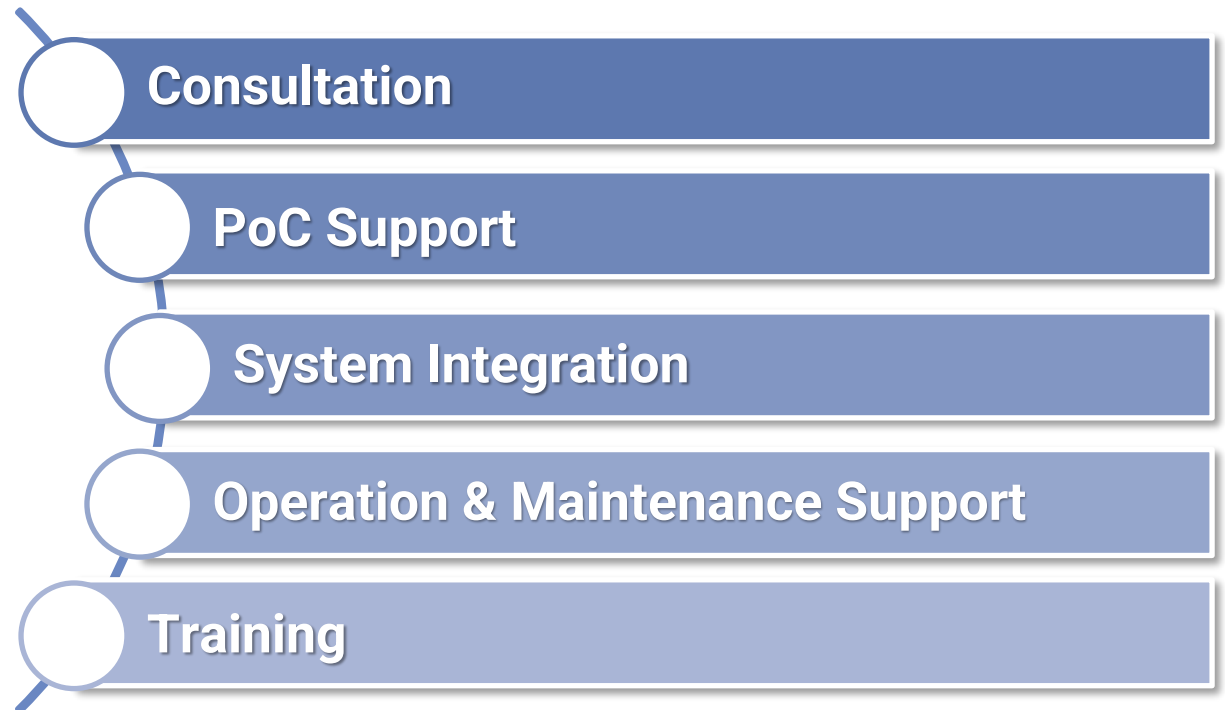 Consultation
PoC Support
System Integration
Operation & Maintenance Support
Training